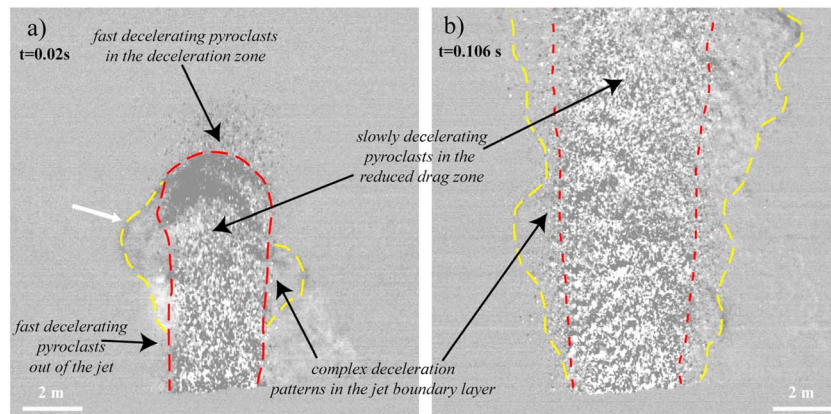 a)
t=0.02s
fast decelerating pyroclasts
in the deceleration zone
b)
t=0.106 s
slowly decelerating
pyroclasts in the
reduced drag zone
fast decelerating
pyroclasts
out of the jet
complex deceleration
patterns in the jet boundary layer
2 m
2 m